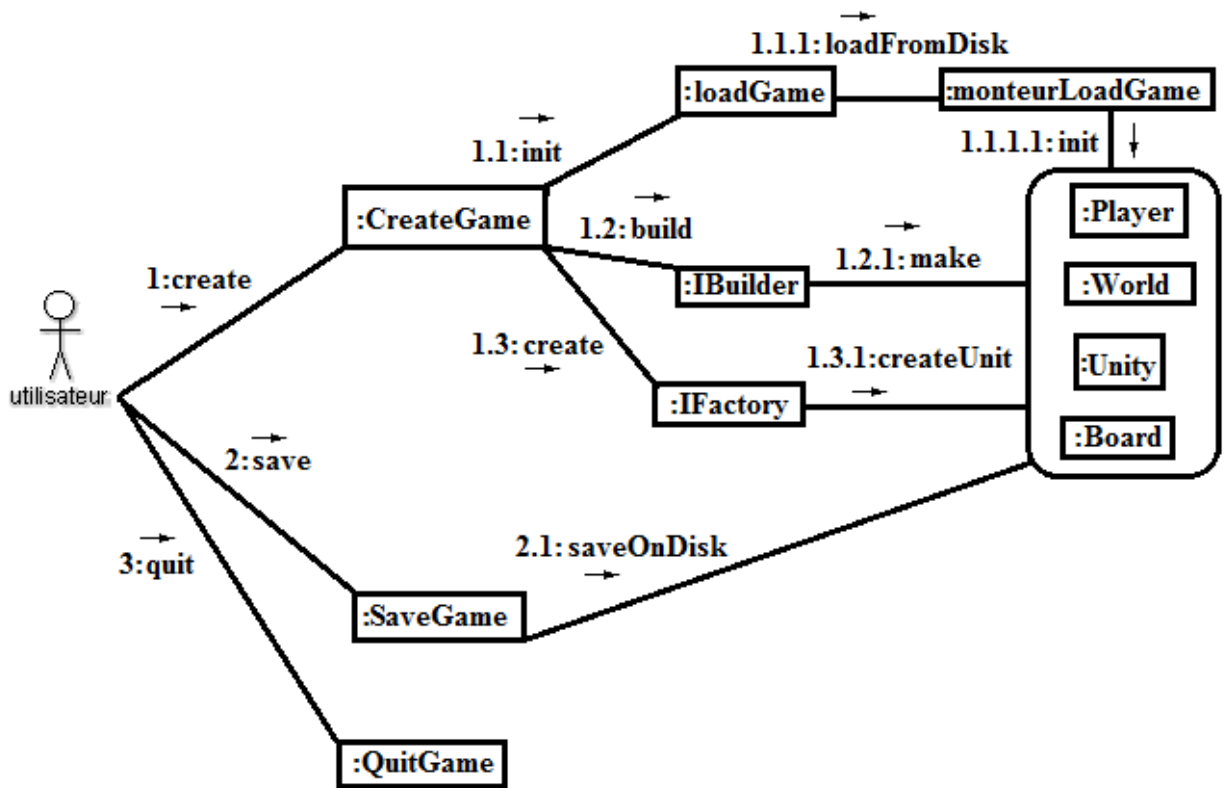 1.1.1:loadFromDisk
:loadGame
:monteurLoadGame
1.1:init
1.1.1.1:init
:CreateGame
:Player
1.2:build
1.2.1:make
:IBuilder
:World
1:create
1.3:create
1.3.1:createUnit
:Unity
utilisateur
:IFactory
:Board
2:save
3:quit
2.1:saveOnDisk
:SaveGame
:QuitGame